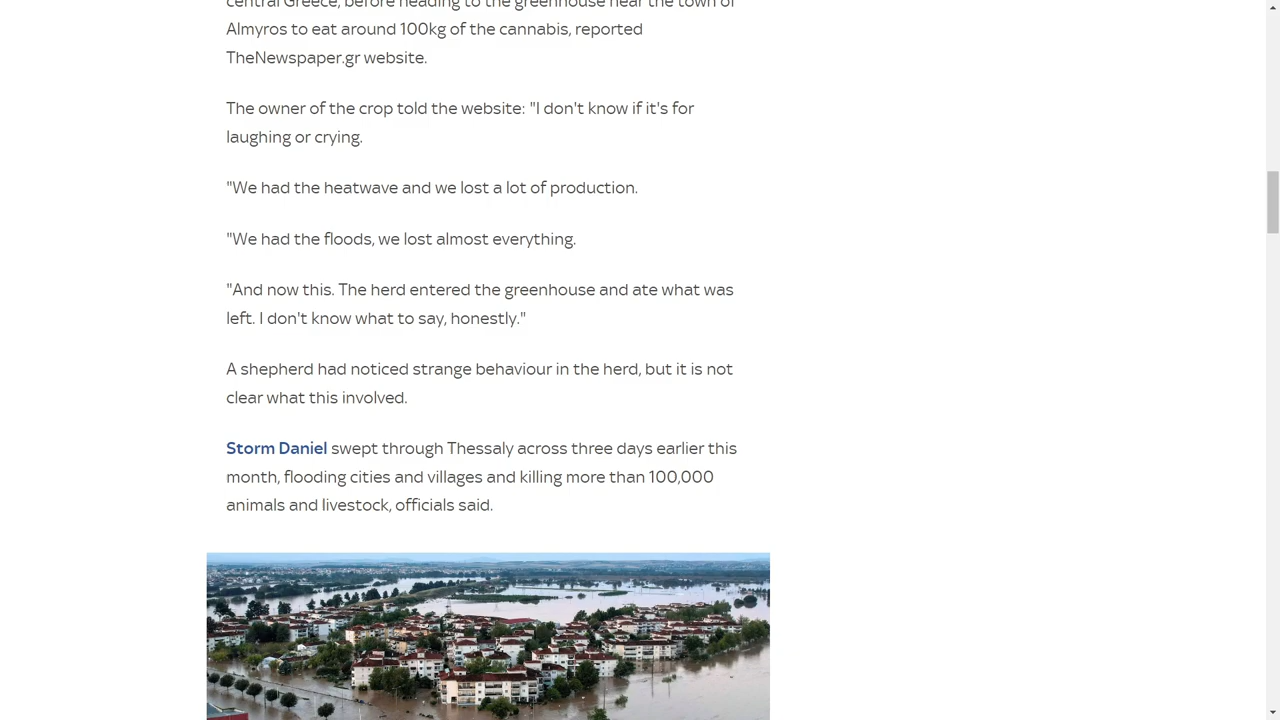 central Greece, before heading to the greenhouse near the town of
Almyros to eat around 100kg of the cannabis, reported
TheNewspaper.gr website.
The owner of the crop told the website: "I don't know if it's for
laughing or crying.
"We had the heatwave and we lost a lot of production.
"We had the floods, we lost almost everything.
"And now this. The herd entered the greenhouse and ate what was
left. I don't know what to say, honestly."
A shepherd had noticed strange behaviour in the herd, but it is not
clear what this involved.
Storm Daniel swept through Thessaly across three days earlier this
month, flooding cities and villages and killing more than 100,000
animals and livestock, officials said.